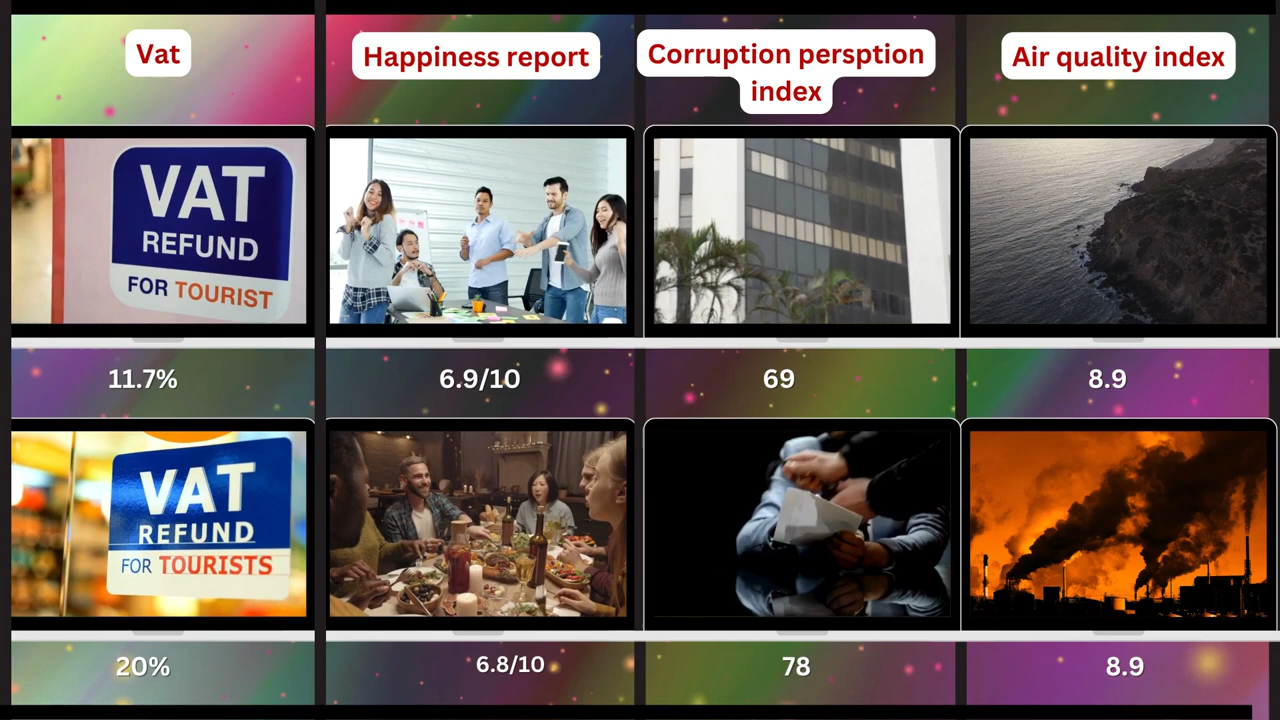 Vat
Happiness report
Corruption persption
index
Air quality index
VAT
REFUND
FOR TOURIST
11.7%
6.9/10
69
8.9
VAT
REFUND
FOR TOURISTS
20%
6.8/10
78
8.9